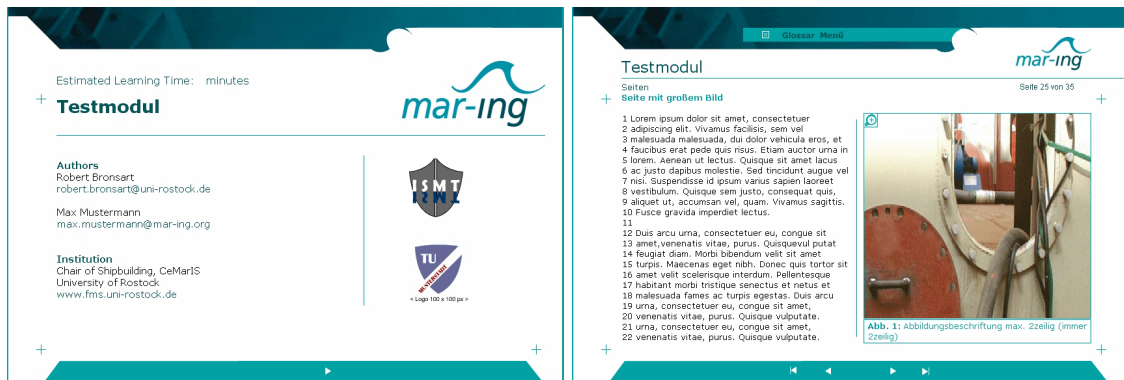 Estimated Learning Time: minutes
Testmodul
mar-ing
Authors
Robert Bronsart
robert.bronsart@uni-rostock.de
Max Mustermann
max.mustermann@mar-ing.org
Institution
Chair of Shipbuilding, CeMarIS
University of Rostock
www.fms.uni-rostock.de
ISMT
TU
MUSTERSTADT
< Logo 100 x 100 px >
Glossar Menü
mar-ing
Testmodul
Seiten
Seite 25 von 35
Seite mit großem Bild
1 Lorem ipsum dolor sit amet, consectetuer
2 adipiscing elit. Vivamus facilisis, sem vel
3 malesuada malesuada, dui dolor vehicula eros, et
4 faucibus erat pede quis risus. Etiam auctor urna in
5 lorem. Aenean ut lectus. Quisque sit amet lacus
6 ac justo dapibus molestie. Sed tincidunt augue vel
7 nisi. Suspendisse id ipsum varius sapien laoreet
8 vestibulum. Quisque sem justo, consequat quis,
9 aliquet ut, accumsan vel, quam. Vivamus sagittis.
10 Fusce gravida imperdiet lectus.
11
12 Duis arcu urna, consectetuer eu, congue sit
13 amet,venenatis vitae, purus. Quisquevul putat
14 feugiat diam. Morbi bibendum velit sit amet
15 turpis. Maecenas eget nibh. Donec quis tortor sit
16 amet velit scelerisque interdum. Pellentesque
17 habitant morbi tristique senectus et netus et
18 malesuada fames ac turpis egestas. Duis arcu
19 urna, consectetuer eu, congue sit amet,
20 venenatis vitae, purus. Quisque vulputate.
21 urna, consectetuer eu, congue sit amet,
22 venenatis vitae, purus. Quisque vulputate.
Abb. 1: Abbildungsbeschriftung max. 2zeilig (immer
2zeilig)